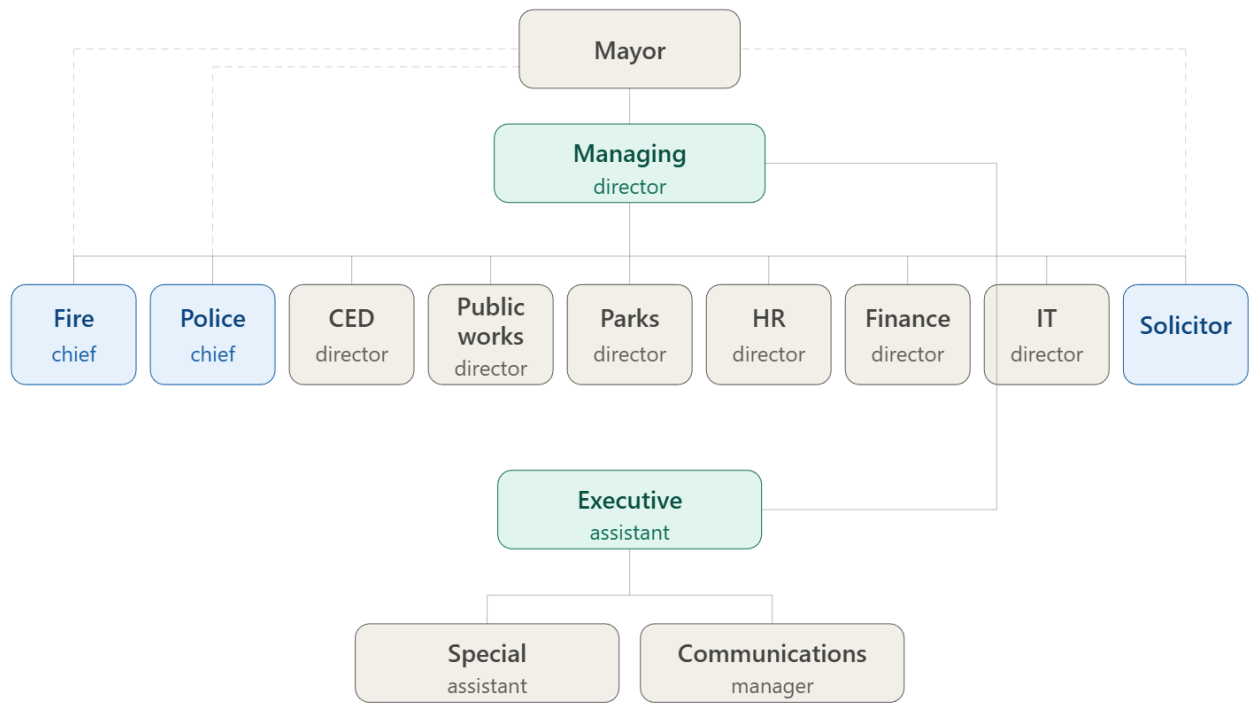 Mayor
Managing
director
Fire
chief
Police
chief
CED
director
Public
works
director
Parks
director
HR
director
Finance
director
IT
director
Solicitor
Executive
assistant
Special
assistant
Communications
manager